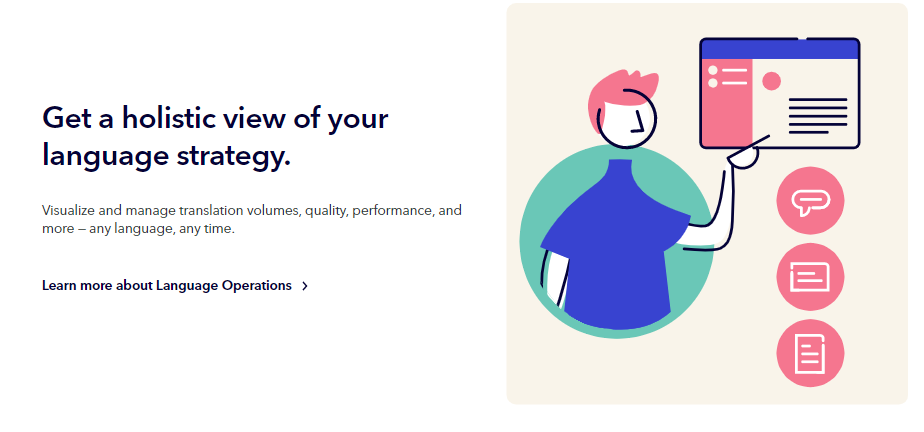 Get a holistic view of your
language strategy.
Visualize and manage translation volumes, quality, performance, and
more – any language, any time.
Learn more about Language Operations